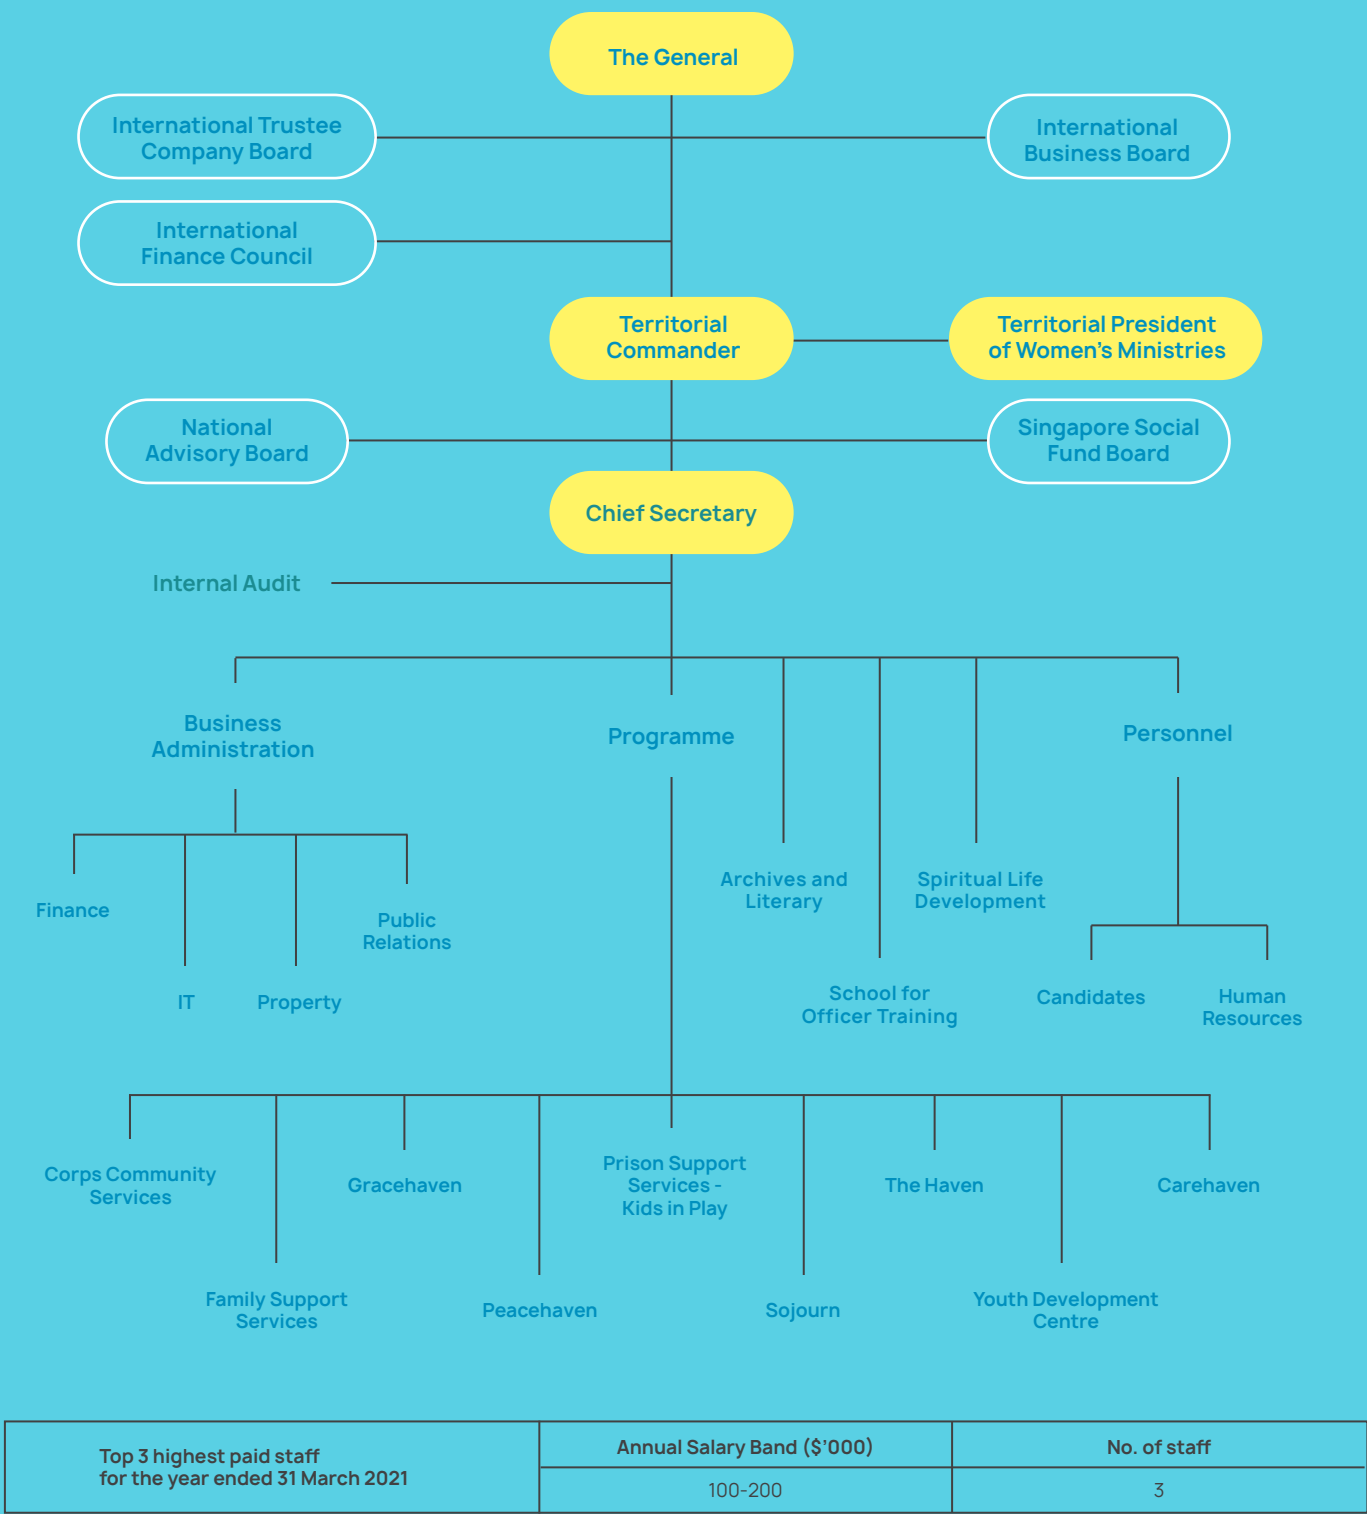 The General
International Trustee
Company Board
International
Business Board
International
Finance Council
Territorial
Commander
Territorial President
of Women's Ministries
National
Advisory Board
Singapore Social
Fund Board
Chief Secretary
Internal Audit
Business
Administration
Programme
Personnel
Finance
IT
Property
Public
Relations
Archives and
Literary
School for
Officer Training
Spiritual Life
Development
Candidates
Human
Resources
Corps Community
Services
Family Support
Services
Gracehaven
Peacehaven
Prison Support
Services -
Kids in Play
Sojourn
The Haven
Youth Development
Centre
Carehaven
Top 3 highest paid staff
for the year ended 31 March 2021
Annual Salary Band ($'000)
No. of staff
100-200
3